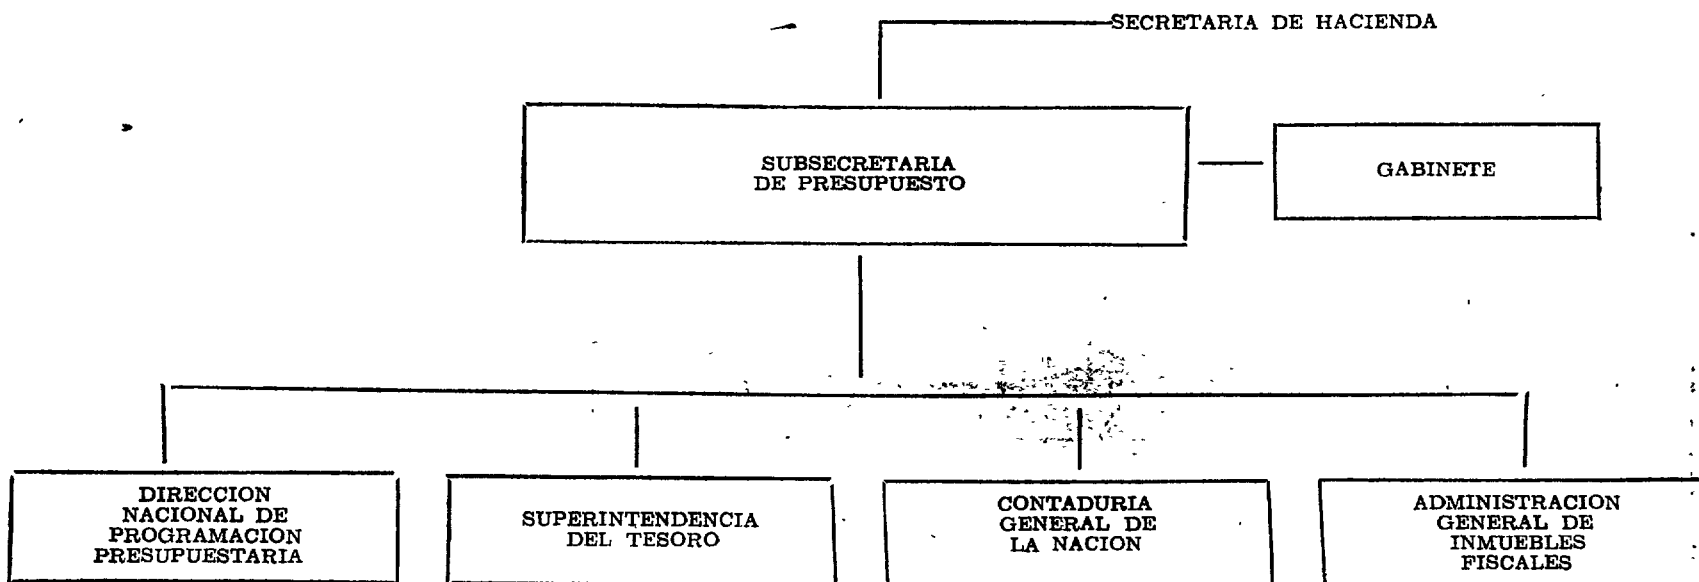 SECRETARIA DE HACIENDA
SUBSECRETARIA
DE PRESUPUESTO
GABINETE
DIRECCION
NACIONAL DE
PROGRAMACION
PRESUPUESTARIA
SUPERINTENDENCIA
DEL TESORO
CONTADURIA
GENERAL DE
LA NACION
ADMINISTRACION
GENERAL DE
INMUEBLES
FISCALES